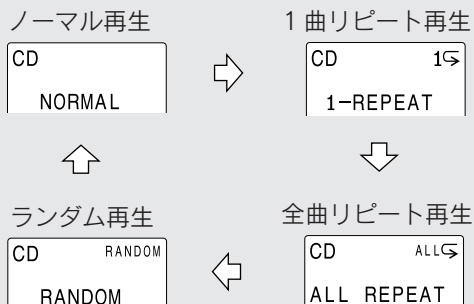 ノーマル再生
CD
NORMAL
1曲リピート再生
CD 1
1-REPEAT
ランダム再生
CD RANDOM
RANDOM
全曲リピート再生
CD ALL
ALL REPEAT